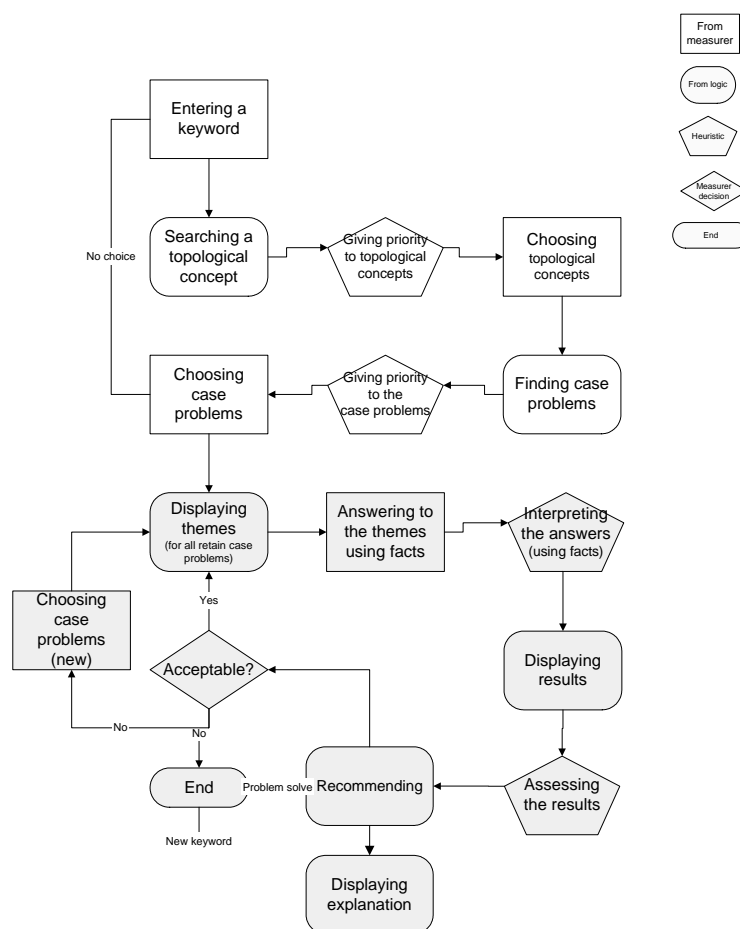 From
measurer
From logic
Heuristic
Measurer
decision
End
Entering a
keyword
No choice
Searching a
topological
concept
Giving priority
to topological
concepts
Choosing
topological
concepts
Choosing
case
problems
Giving priority
to the
case problems
Finding case
problems
Displaying
themes
(for all retain case
problems)
Answering to
the themes
using facts
Interpreting
the answers
(using facts)
Yes
Choosing
case
problems
(new)
Acceptable?
Displaying
results
No
No
End
Problem solve
Recommending
Assessing
the results
New keyword
Displaying
explanation